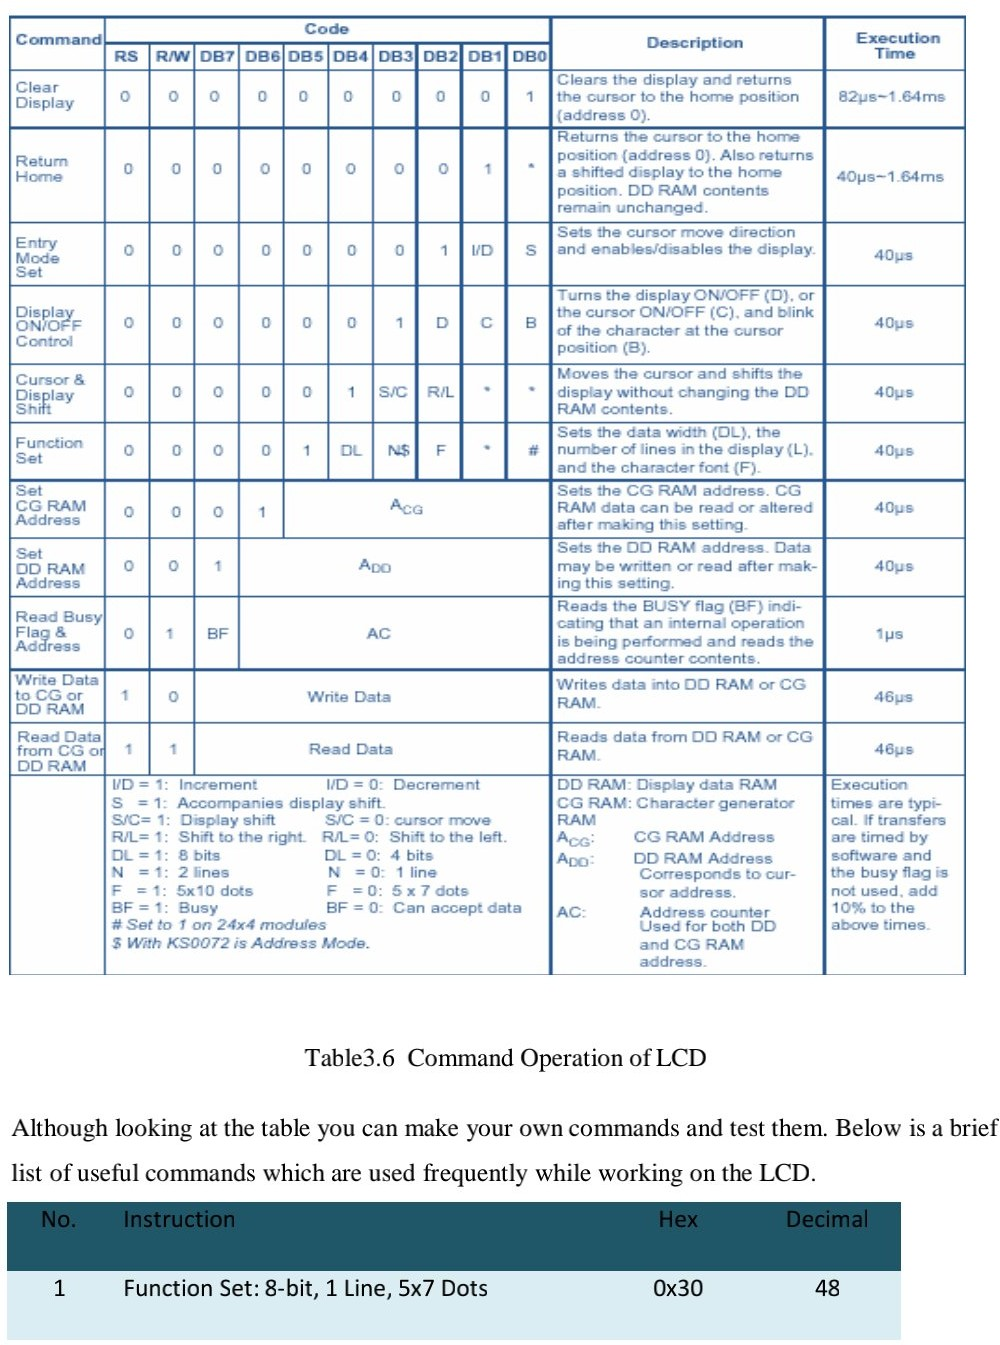 Command Code Description Execution Time
RS R/W DB7 DB6 DB5 DB4 DB3 DB2 DB1 DB0
Clear Display 0 0 0 0 0 0 0 0 0 1 Clears the display and returns the cursor to the home position (address 0). 82µs~1.64ms
Return Home 0 0 0 0 0 0 0 0 1 * Returns the cursor to the home position (address 0). Also returns a shifted display to the home position. DD RAM contents remain unchanged. 40µs~1.64ms
Entry Mode Set 0 0 0 0 0 0 0 1 I/D S Sets the cursor move direction and enables/disables the display. 40µs
Display ON/OFF Control 0 0 0 0 0 0 1 D C B Turns the display ON/OFF (D), or the cursor ON/OFF (C), and blink of the character at the cursor position (B). 40µs
Cursor & Display Shift 0 0 0 0 0 1 S/C R/L * * Moves the cursor and shifts the display without changing the DD RAM contents. 40µs
Function Set 0 0 0 0 1 DL N$ F * # Sets the data width (DL), the number of lines in the display (L), and the character font (F). 40µs
Set CG RAM Address 0 0 0 1 ACG Sets the CG RAM address. CG RAM data can be read or altered after making this setting. 40µs
Set DD RAM Address 0 0 1 ADD Sets the DD RAM address. Data may be written or read after mak- ing this setting. 40µs
Read Busy Flag & Address 0 1 BF AC Reads the BUSY flag (BF) indi- cating that an internal operation is being performed and reads the address counter contents. 1µs
Write Data to CG or DD RAM 1 0 Write Data Writes data into DD RAM or CG RAM. 46µs
Read Data from CG or DD RAM 1 1 Read Data Reads data from DD RAM or CG RAM. 46µs
I/D = 1: Increment I/D = 0: Decrement
S = 1: Accompanies display shift.
S/C= 1: Display shift S/C = 0: cursor move
R/L= 1: Shift to the right. R/L= 0: Shift to the left.
DL = 1: 8 bits DL = 0: 4 bits
N = 1: 2 lines N = 0: 1 line
F = 1: 5x10 dots F = 0: 5 x 7 dots
BF = 1: Busy BF = 0: Can accept data
# Set to 1 on 24x4 modules
$ With KS0072 is Address Mode.
DD RAM: Display data RAM
CG RAM: Character generator
RAM
ACG: CG RAM Address
ADD: DD RAM Address
Corresponds to cur-
sor address.
AC: Address counter
Used for both DD
and CG RAM
address.
Execution
times are typi-
cal. If transfers
are timed by
software and
the busy flag is
not used, add
10% to the
above times.
Table3.6 Command Operation of LCD
Although looking at the table you can make your own commands and test them. Below is a brief
list of useful commands which are used frequently while working on the LCD.
No. Instruction Hex Decimal
1 Function Set: 8-bit, 1 Line, 5x7 Dots 0x30 48